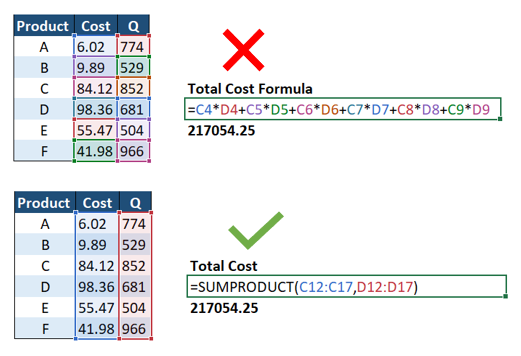 Product Cost Q
A 6.02 774
B 9.89 529
C 84.12 852
D 98.36 681
E 55.47 504
F 41.98 966
Total Cost Formula
=C4*D4+C5*D5+C6*D6+C7*D7+C8*D8+C9*D9
217054.25
Product Cost Q
A 6.02 774
B 9.89 529
C 84.12 852
D 98.36 681
E 55.47 504
F 41.98 966
Total Cost
=SUMPRODUCT(C12:C17,D12:D17)
217054.25